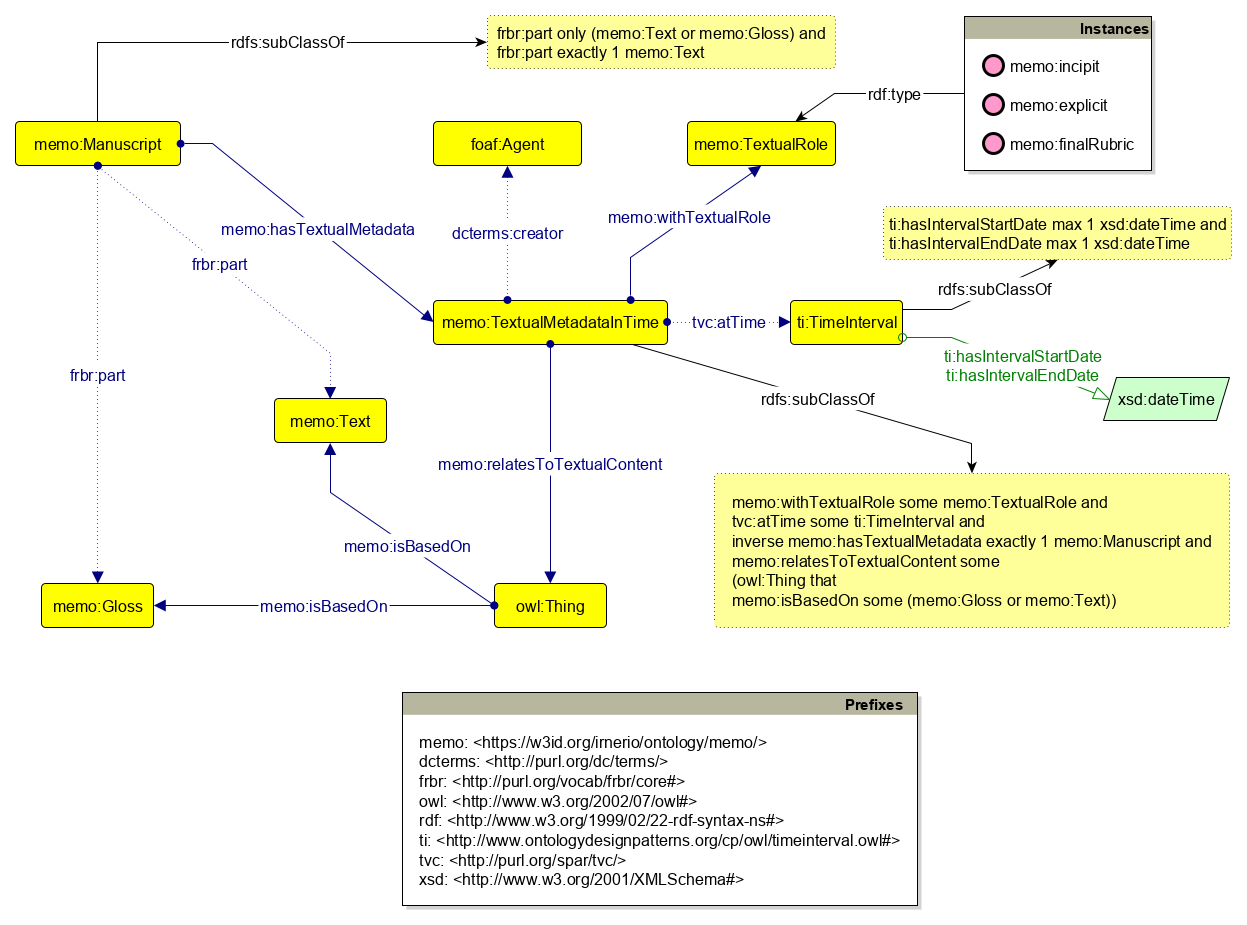 rdfs:subClassOf
frbr:part only (memo:Text or memo:Gloss) and
frbr:part exactly 1 memo:Text
Instances
memo:incipit
memo:explicit
memo:finalRubric
rdf:type
memo:Manuscript
foaf:Agent
memo:TextualRole
memo:hasTextualMetadata
dcterms:creator
memo:withTextualRole
ti:hasIntervalStartDate max 1 xsd:dateTime and
ti:hasIntervalEndDate max 1 xsd:dateTime
frbr:part
rdfs:subClassOf
memo:TextualMetadataInTime
tvc:atTime
ti:TimeInterval
ti:hasIntervalStartDate
ti:hasIntervalEndDate
frbr:part
rdfs:subClassOf
xsd:dateTime
memo:Text
memo:relatesToTextualContent
memo:withTextualRole some memo:TextualRole and
tvc:atTime some ti:TimeInterval and
inverse memo:hasTextualMetadata exactly 1 memo:Manuscript and
memo:relatesToTextualContent some
(owl:Thing that
memo:isBasedOn some (memo:Gloss or memo:Text))
memo:isBasedOn
memo:Gloss
memo:isBasedOn
owl:Thing
Prefixes
memo: <https://w3id.org/irnerio/ontology/memo/>
dcterms: <http://purl.org/dc/terms/>
frbr: <http://purl.org/vocab/frbr/core#>
owl: <http://www.w3.org/2002/07/owl#>
rdf: <http://www.w3.org/1999/02/22-rdf-syntax-ns#>
ti: <http://www.ontologydesignpatterns.org/cp/owl/timeinterval.owl#>
tvc: <http://purl.org/spar/tvc/>
xsd: <http://www.w3.org/2001/XMLSchema#>